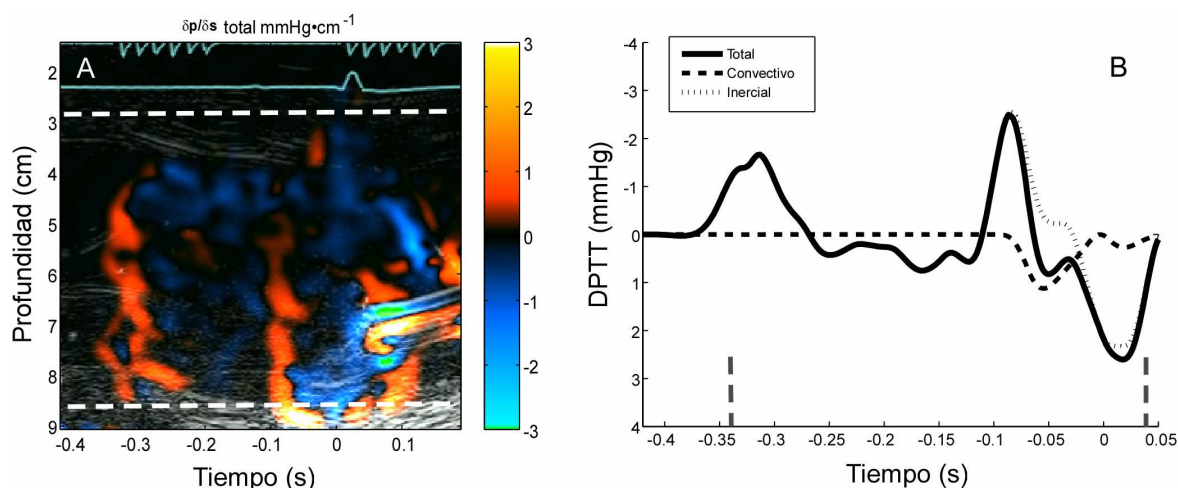 δp/δs total mmHg•cm⁻¹
A
Profundidad (cm)
2
3
4
5
6
7
8
9
-0.4 -0.3 -0.2 -0.1 0 0.1
Tiempo (s)
3
2
1
0
-1
-2
-3
B
Total
Convectivo
Inercial
DPTT (mmHg)
-4
-3
-2
-1
0
1
2
3
4
-0.35 -0.3 -0.25 -0.2 -0.15 -0.1 -0.05 0 0.05
Tiempo (s)